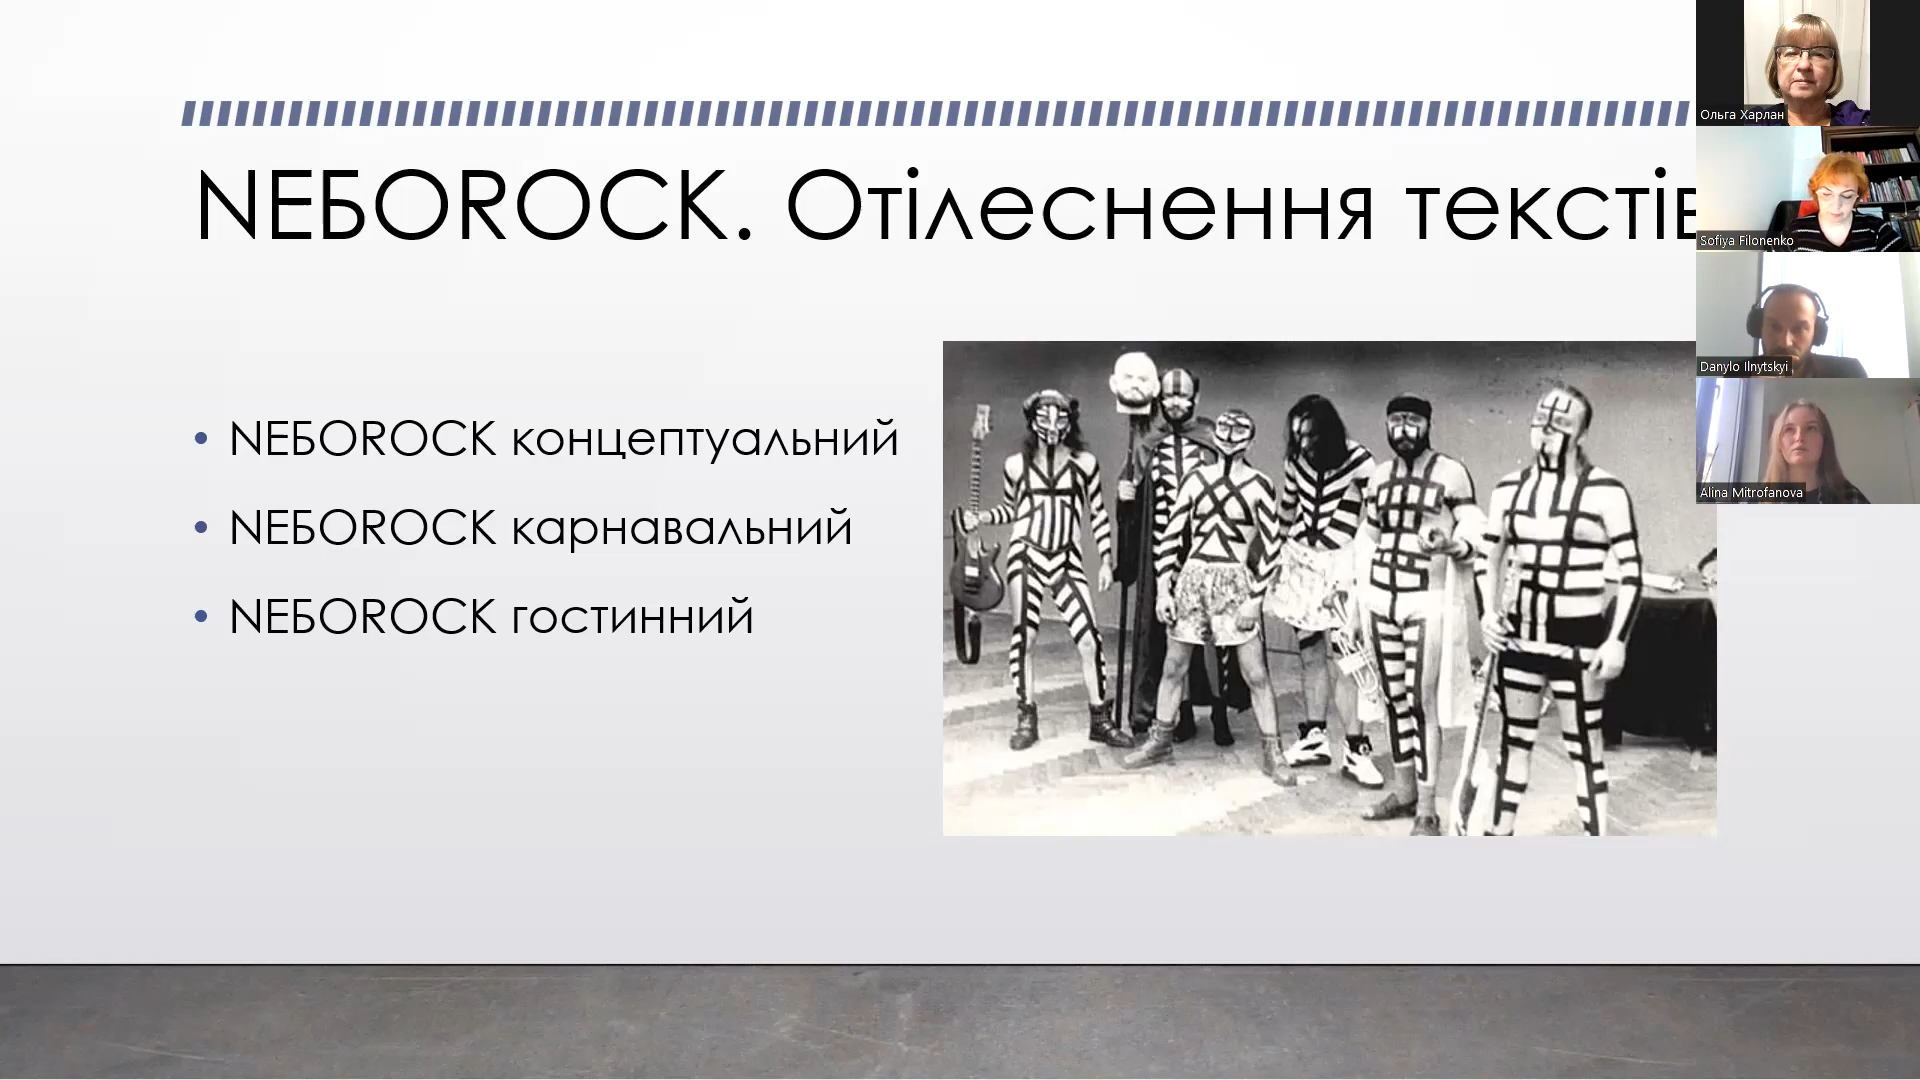 NEБOROCK. Отілеснення текстів
• NEБOROCK концептуальний
• NEБOROCK карнавальний
• NEБOROCK гостинний
Ольга Харлан
Sofiya Filonenko
Danylo Ilnytskyi
Alina Mitrofanova